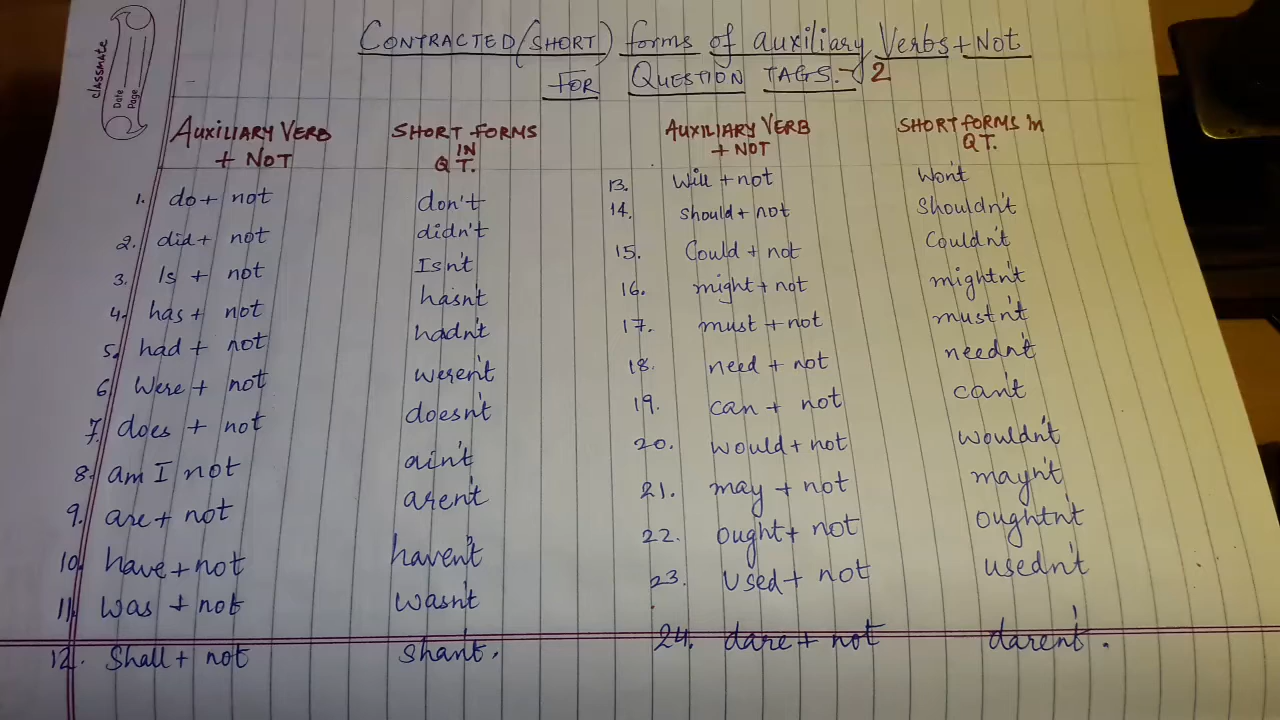 classmate
Date
Page
CONTRACTED (SHORT) forms of auxiliary Verbs + Not
FOR QUESTION TAGS. - 2
AUXILIARY VERB + NOT
SHORT FORMS IN Q T.
1. do + not don't
2. did + not didn't
3. Is + not Isn't
4. has + not hasn't
5. had + not hadn't
6. Were + not weren't
7. does + not doesn't
8. am I not ain't
9. are + not aren't
10. have + not haven't
11. was + not wasn't
12. Shall + not shan't.
AUXILIARY VERB + NOT
SHORT FORMS in QT.
13. Will + not Won't
14. should + not Shouldn't
15. Could + not Couldn't
16. might + not mightn't
17. must + not mustn't
18. need + not needn't
19. can + not can't
20. would + not wouldn't
21. may + not mayn't
22. ought + not oughtn't
23. Used + not usedn't
24. dare + not daren't.